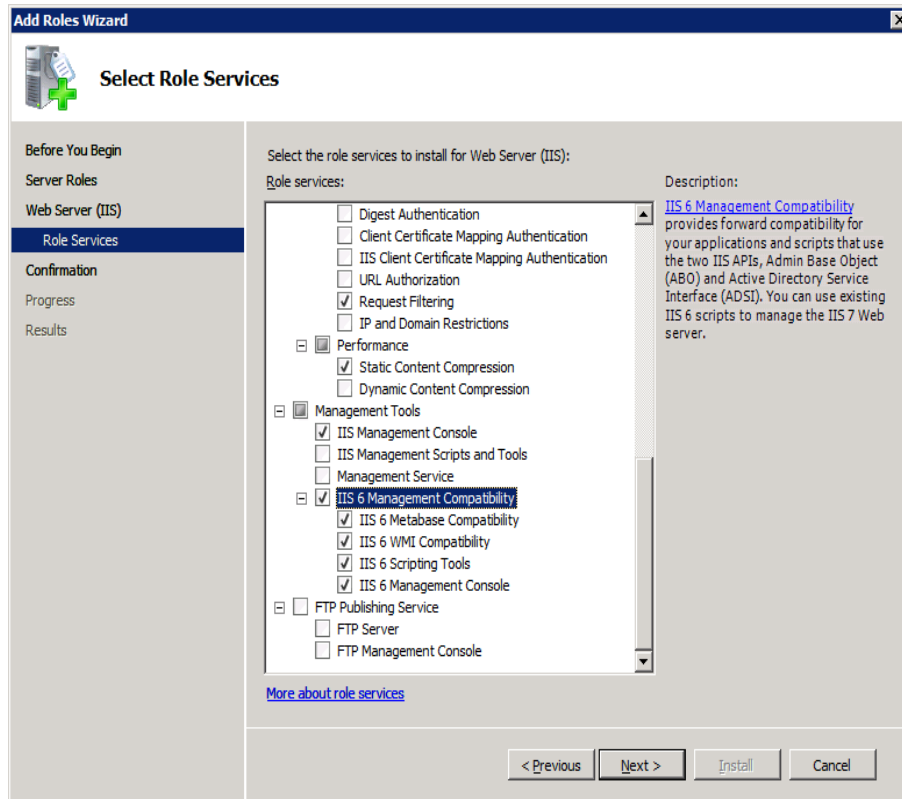 Add Roles Wizard
Select Role Services
Before You Begin
Server Roles
Web Server (IIS)
Role Services
Confirmation
Progress
Results
Select the role services to install for Web Server (IIS):
Role services:
Digest Authentication
Client Certificate Mapping Authentication
IIS Client Certificate Mapping Authentication
URL Authorization
Request Filtering
IP and Domain Restrictions
Performance
Static Content Compression
Dynamic Content Compression
Management Tools
IIS Management Console
IIS Management Scripts and Tools
Management Service
IIS 6 Management Compatibility
IIS 6 Metabase Compatibility
IIS 6 WMI Compatibility
IIS 6 Scripting Tools
IIS 6 Management Console
FTP Publishing Service
FTP Server
FTP Management Console
More about role services
Description:
IIS 6 Management Compatibility
provides forward compatibility for
your applications and scripts that use
the two IIS APIs, Admin Base Object
(ABO) and Active Directory Service
Interface (ADSI). You can use existing
IIS 6 scripts to manage the IIS 7 Web
server.
< Previous
Next >
Install
Cancel